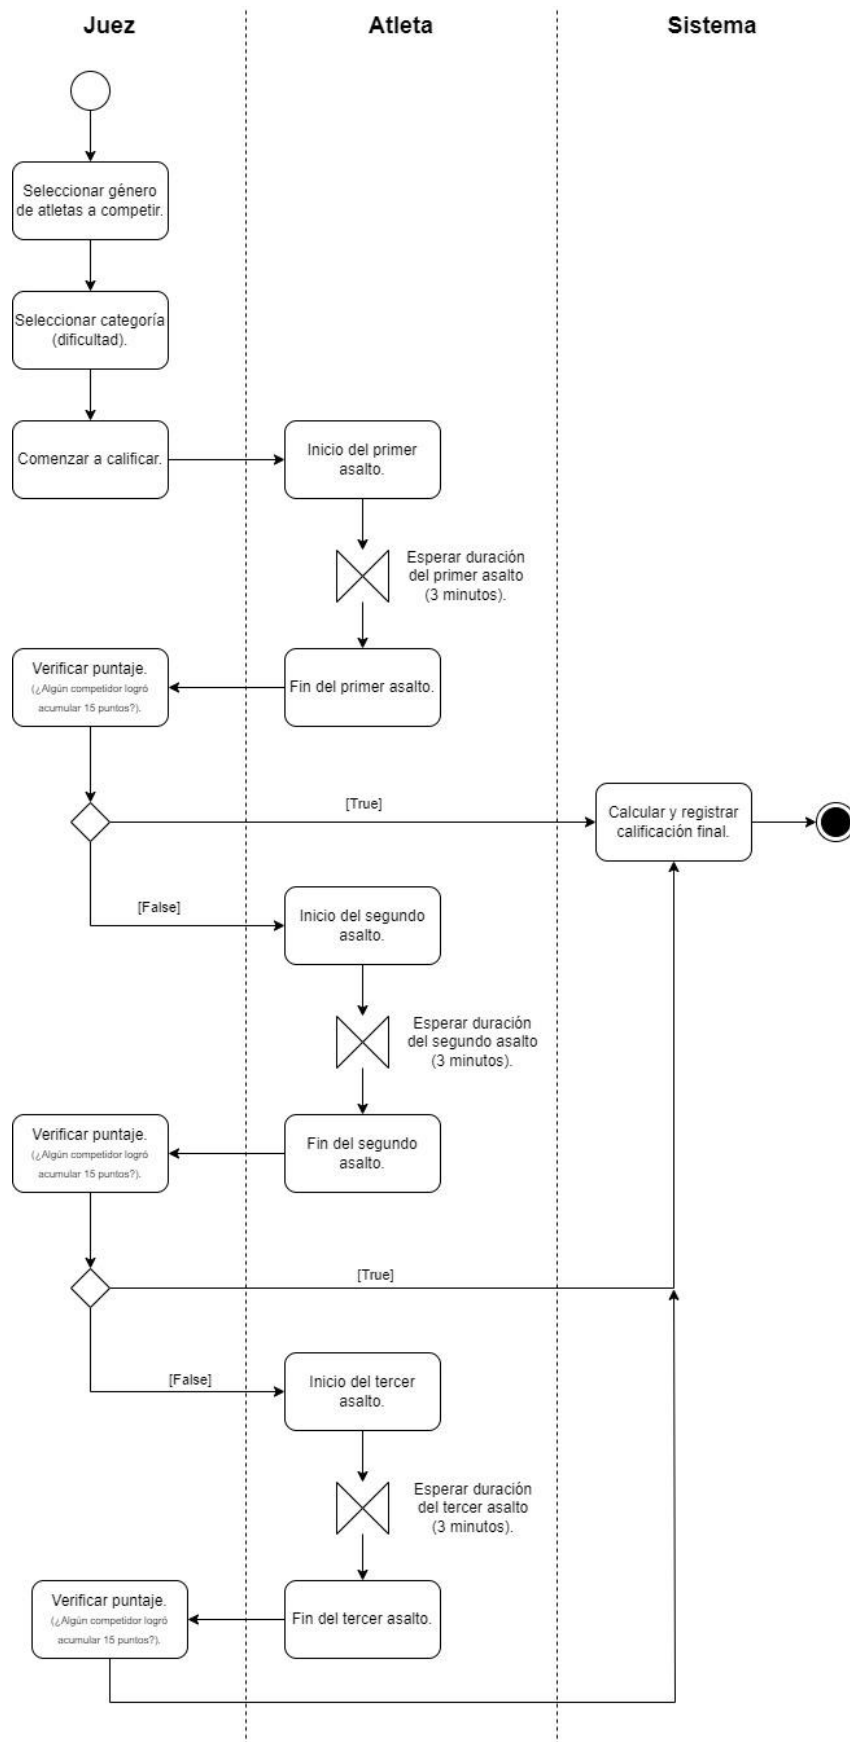 Juez
Atleta
Sistema
Seleccionar género
de atletas a competir.
Seleccionar categoría
(dificultad).
Comenzar a calificar.
Inicio del primer
asalto.
Esperar duración
del primer asalto
(3 minutos).
Verificar puntaje.
(¿Algún competidor logró
acumular 15 puntos?).
Fin del primer asalto.
[True]
Calcular y registrar
calificación final.
[False]
Inicio del segundo
asalto.
Esperar duración
del segundo asalto
(3 minutos).
Verificar puntaje.
(¿Algún competidor logró
acumular 15 puntos?).
Fin del segundo
asalto.
[True]
[False]
Inicio del tercer
asalto.
Esperar duración
del tercer asalto
(3 minutos).
Verificar puntaje.
(¿Algún competidor logró
acumular 15 puntos?).
Fin del tercer asalto.